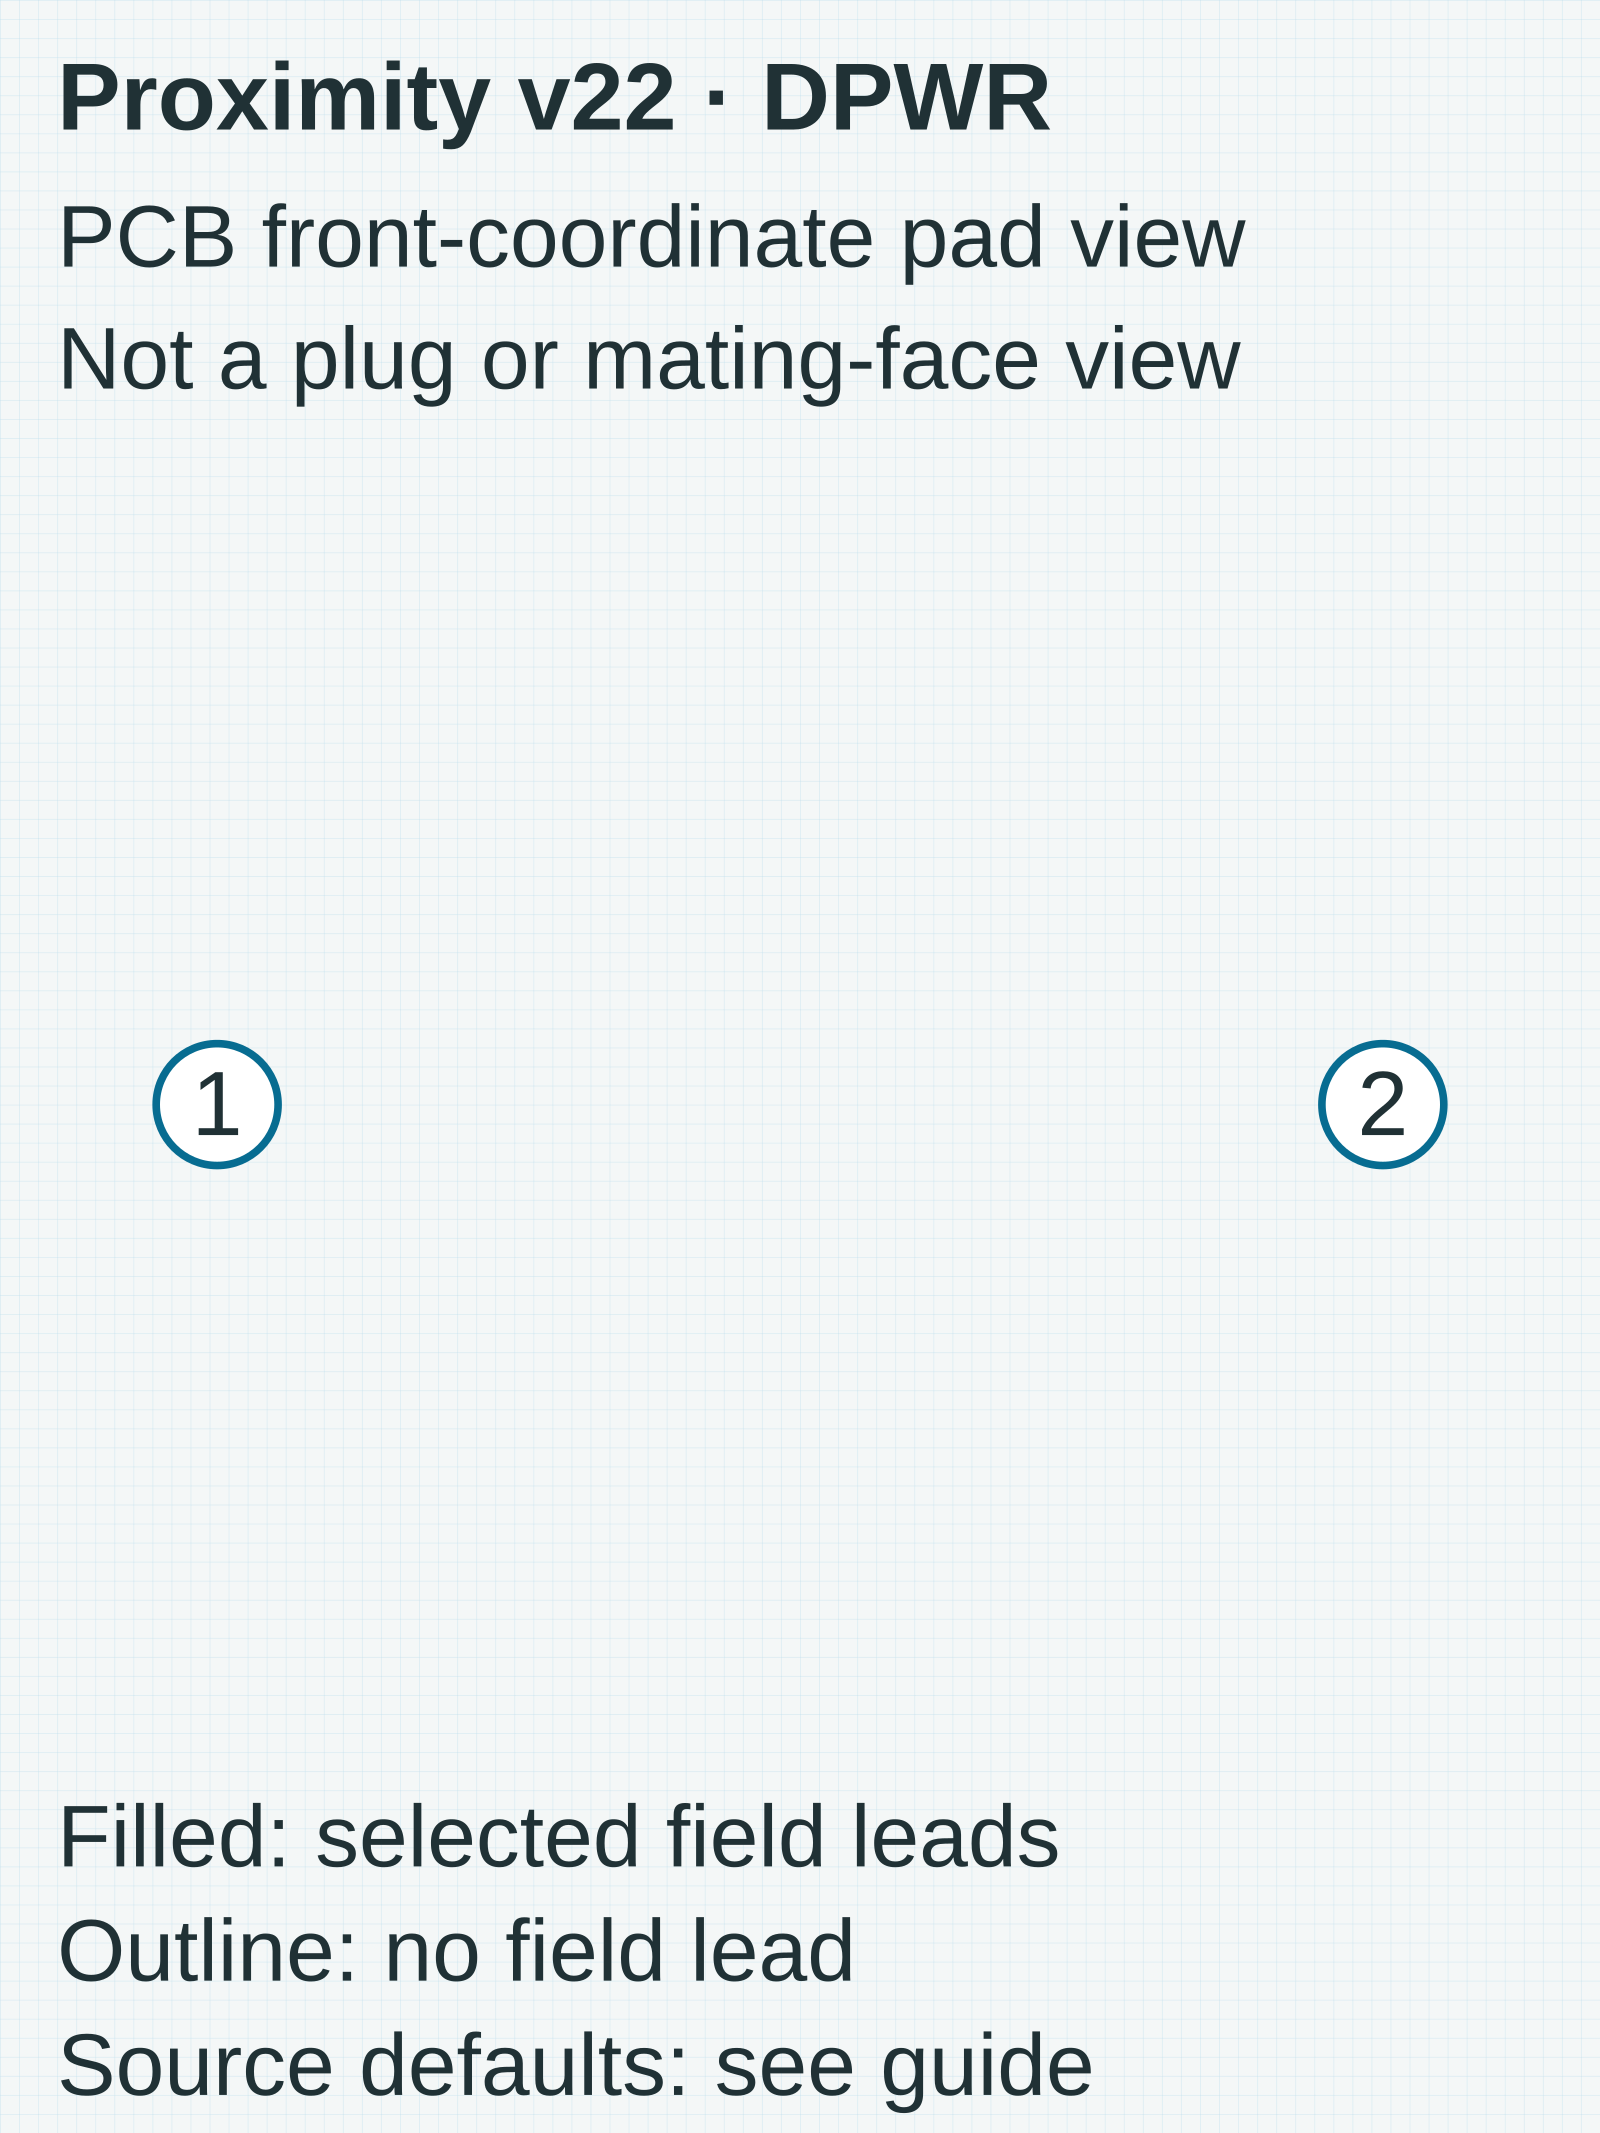 Proximity v22 · DPWR
PCB front-coordinate pad view
Not a plug or mating-face view
1 2
Filled: selected field leads
Outline: no field lead
Source defaults: see guide